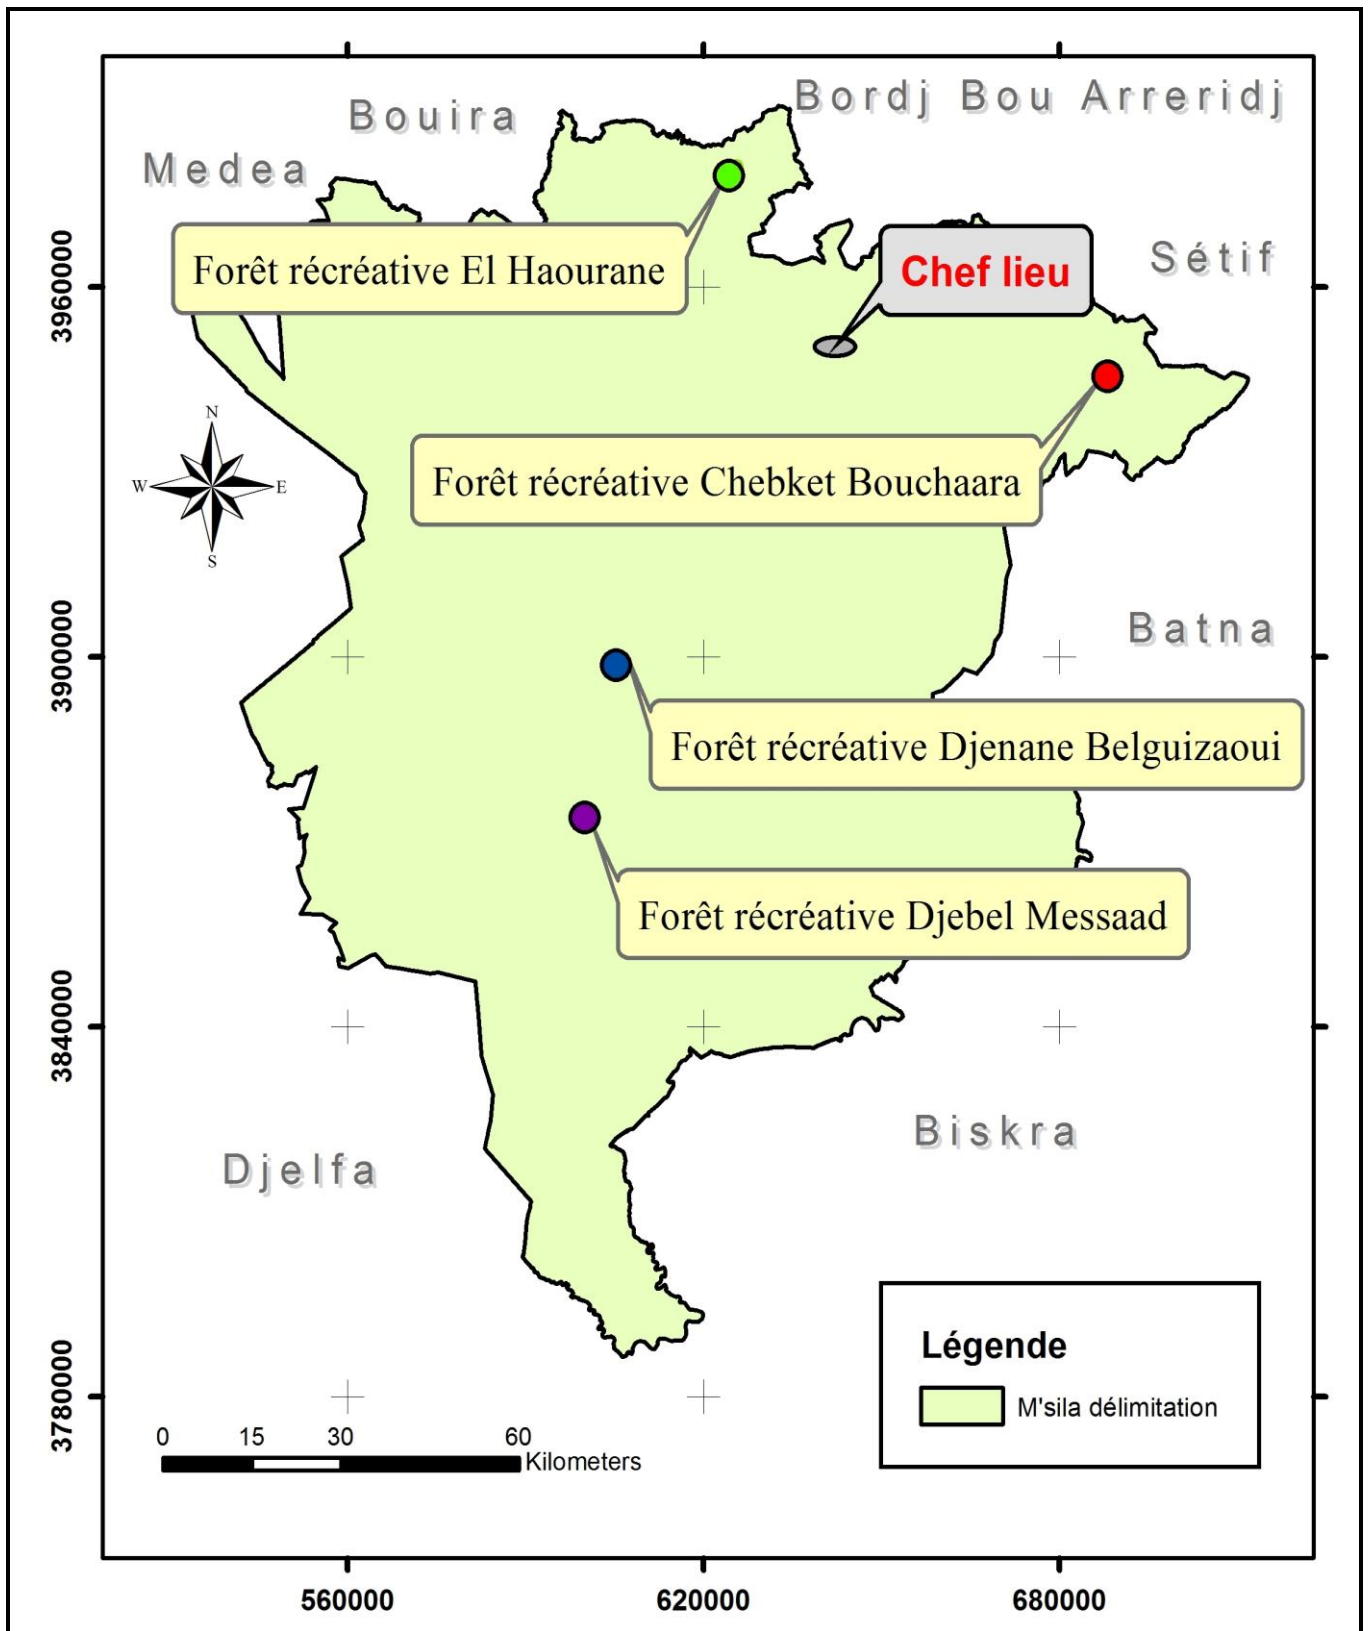 Bordj Bou Arreridj
Bouira
Medea
Sétif
Forêt récréative El Haourane
Chef lieu
3960000
N
W
E
S
Forêt récréative Chebket Bouchaara
Batna
3900000
Forêt récréative Djenane Belguizaoui
Forêt récréative Djebel Messaad
3840000
Biskra
Djelfa
Légende
M'sila délimitation
3780000
0 15 30 60
Kilometers
560000 620000 680000